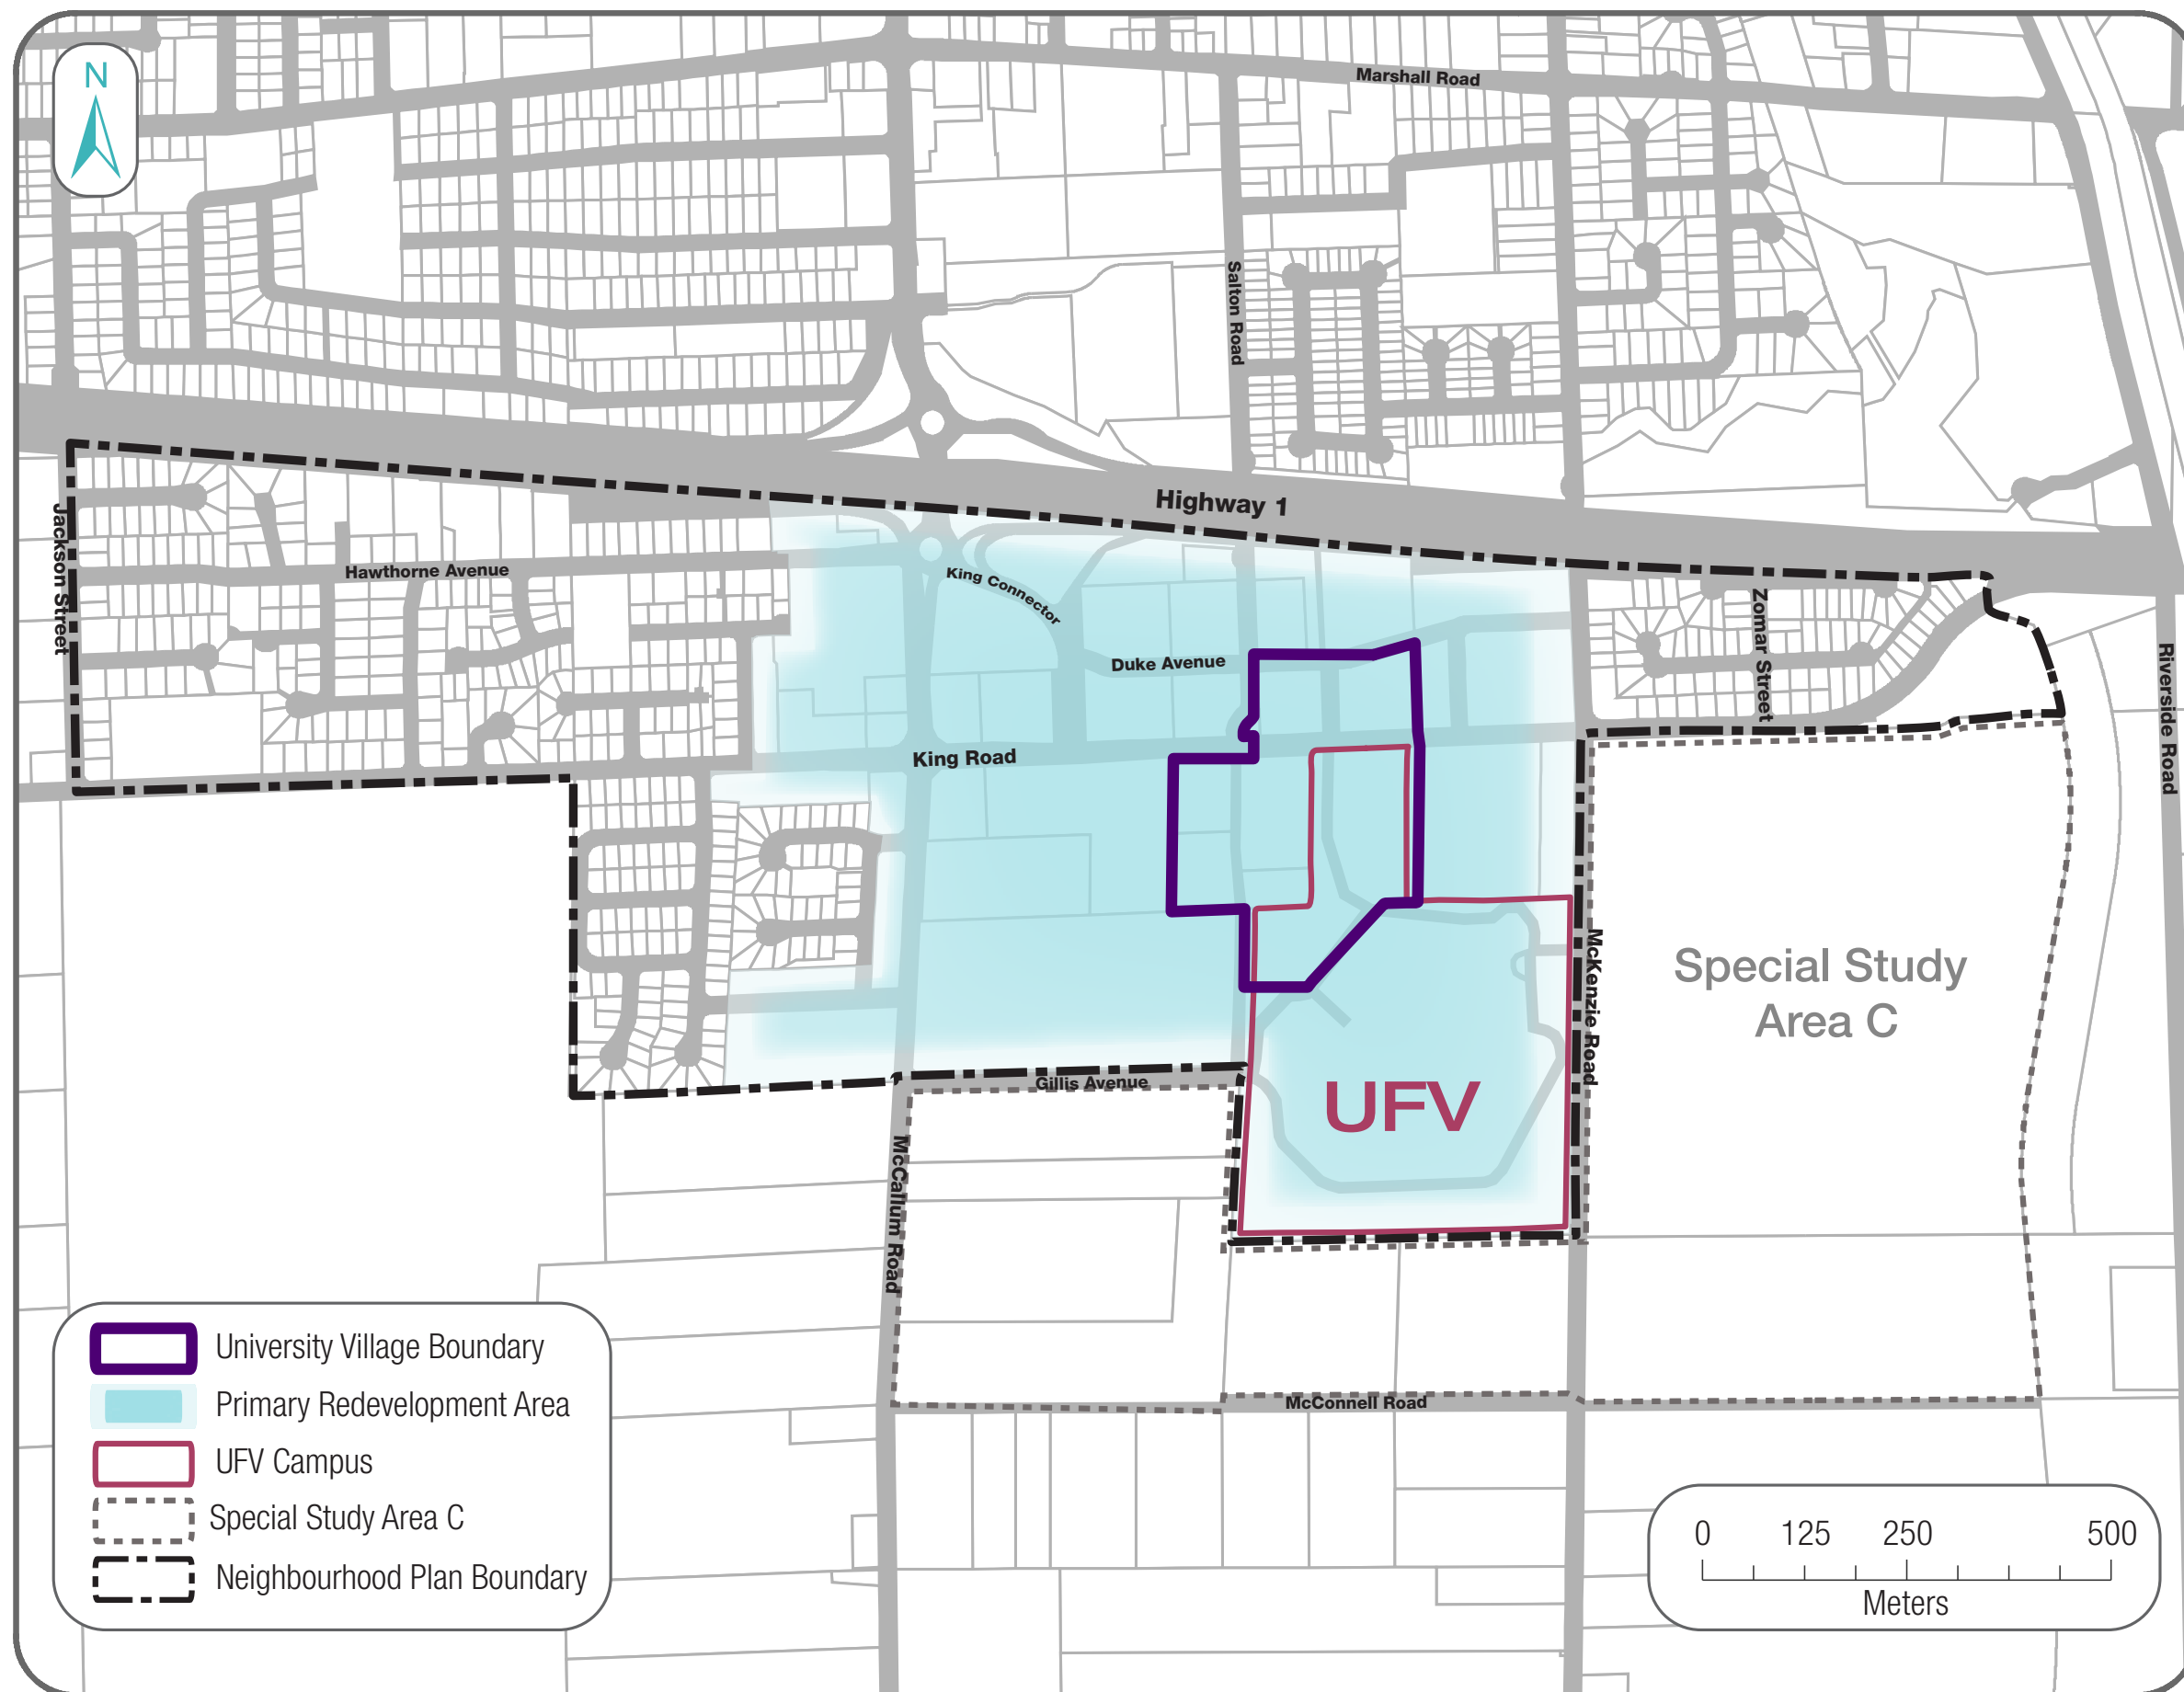 N
Marshall Road
Salton Road
Highway 1
Jackson Street
Hawthorne Avenue
King Connector
Zomar Street
Duke Avenue
Riverside Road
King Road
McKenzie Road
Special Study
Area C
Gillis Avenue
UFV
McCallum Road
McConnell Road
University Village Boundary
Primary Redevelopment Area
UFV Campus
Special Study Area C
Neighbourhood Plan Boundary
0 125 250 500
Meters